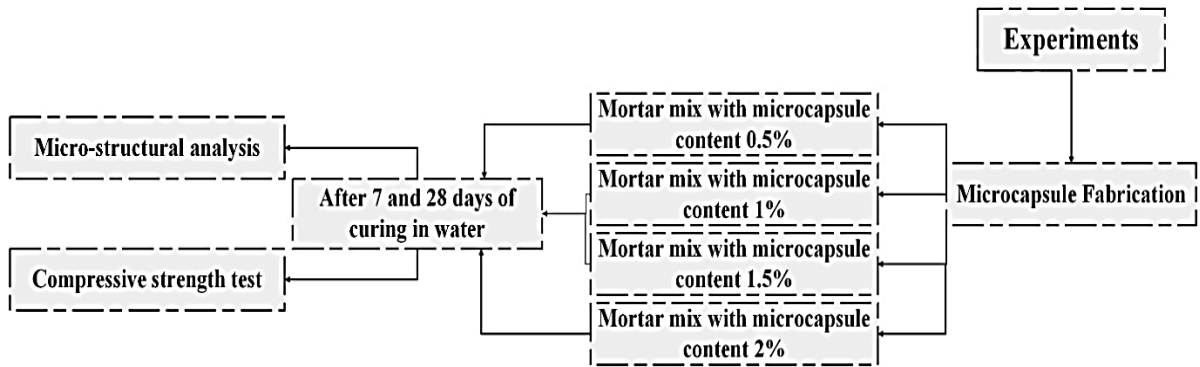 Experiments
Mortar mix with microcapsule
content 0.5%
Micro-structural analysis
Mortar mix with microcapsule
content 1%
Microcapsule Fabrication
After 7 and 28 days of
curing in water
Mortar mix with microcapsule
content 1.5%
Compressive strength test
Mortar mix with microcapsule
content 2%